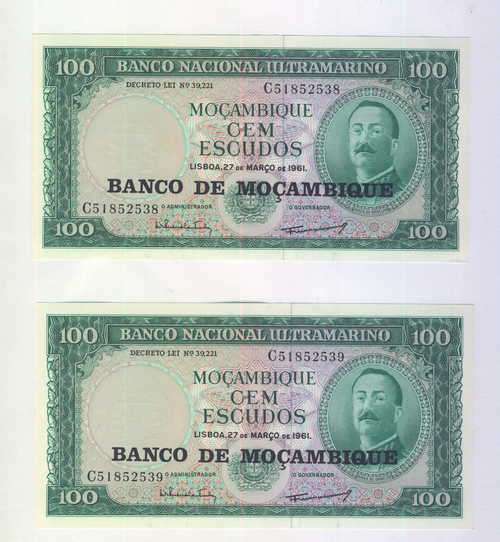 100 BANCO NACIONAL ULTRAMARINO 100
DECRETO LEI Nº 39,221 C51852538
MOÇAMBIQUE
CEM
ESCUDOS
LISBOA, 27 DE MARÇO DE 1961.
BANCO DE MOÇAMBIQUE
C51852538 O ADMINISTRADOR O GOVERNADOR
100 100
100 BANCO NACIONAL ULTRAMARINO 100
DECRETO LEI Nº 39,221 C51852539
MOÇAMBIQUE
CEM
ESCUDOS
LISBOA, 27 DE MARÇO DE 1961.
BANCO DE MOÇAMBIQUE
C51852539 O ADMINISTRADOR O GOVERNADOR
100 100